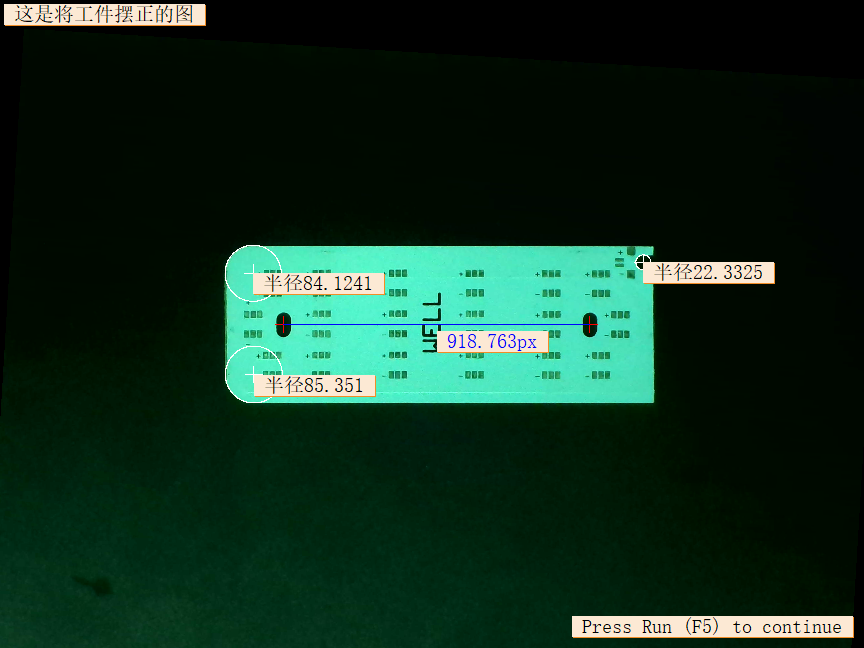 这是将工件摆正的图
半径84.1241
半径22.3325
WELL
918.763px
半径85.351
Press Run (F5) to continue